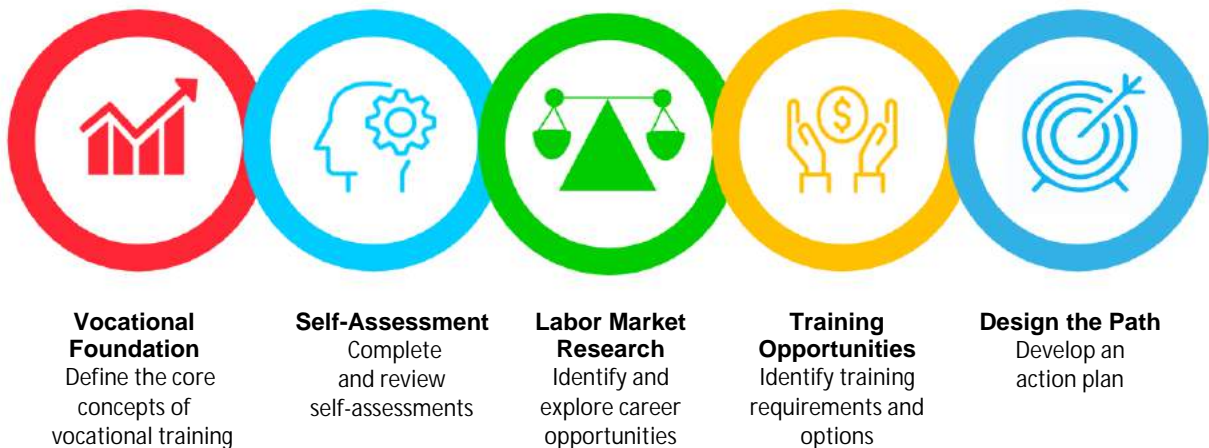 $
Vocational
Foundation
Define the core
concepts of
vocational training
Self-Assessment
Complete
and review
self-assessments
Labor Market
Research
Identify and
explore career
opportunities
Training
Opportunities
Identify training
requirements and
options
Design the Path
Develop an
action plan